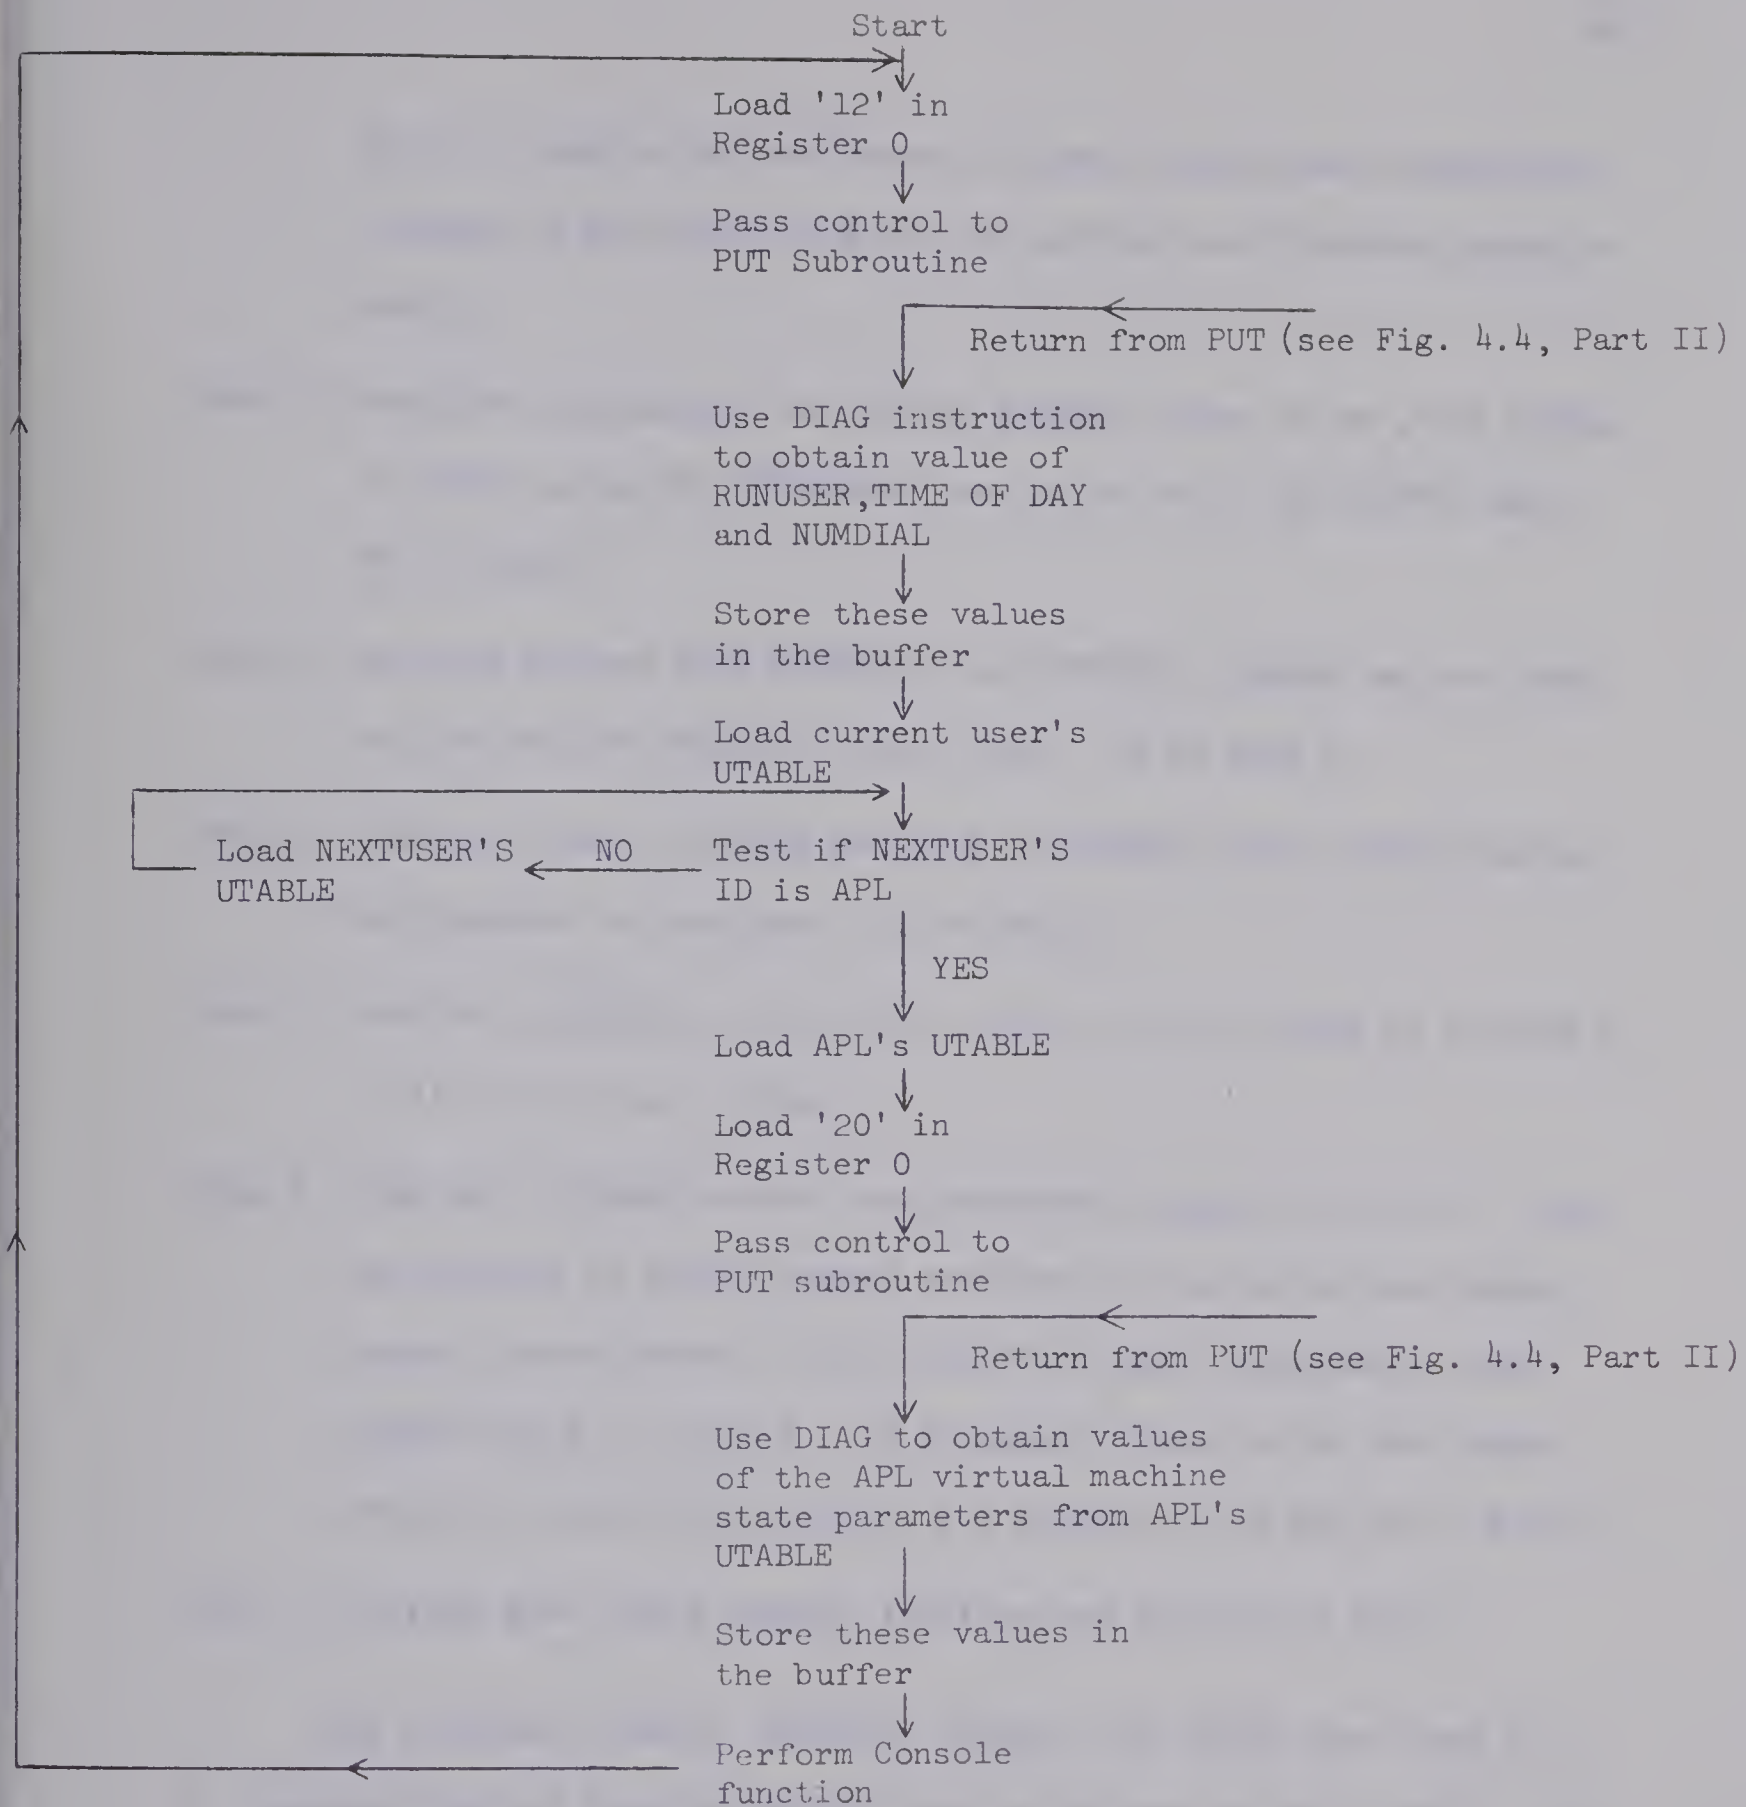 Start
Load '12' in
Register 0
Pass control to
PUT Subroutine
Return from PUT (see Fig. 4.4, Part II)
Use DIAG instruction
to obtain value of
RUNUSER,TIME OF DAY
and NUMDIAL
Store these values
in the buffer
Load current user's
UTABLE
Load NEXTUSER'S
UTABLE
NO
Test if NEXTUSER'S
ID is APL
YES
Load APL's UTABLE
Load '20' in
Register 0
Pass control to
PUT subroutine
Return from PUT (see Fig. 4.4, Part II)
Use DIAG to obtain values
of the APL virtual machine
state parameters from APL's
UTABLE
Store these values in
the buffer
Perform Console
function